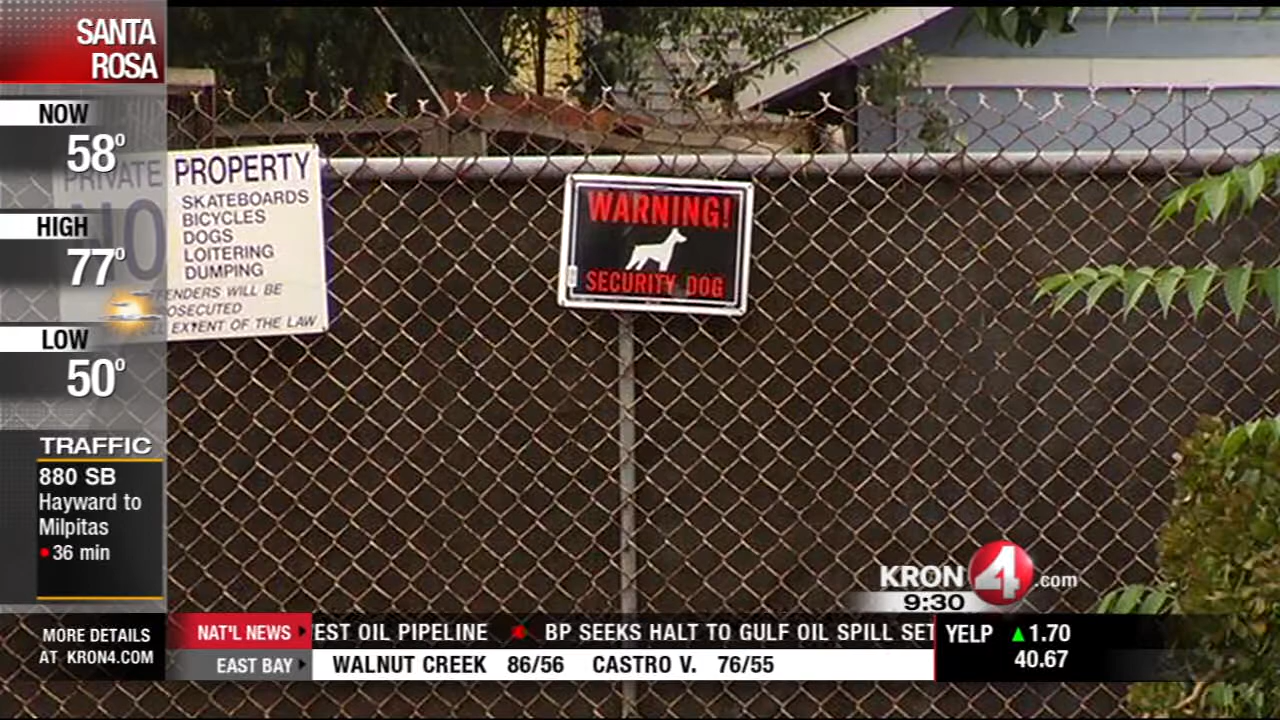 SANTA
ROSA
NOW
58°
HIGH
77°
LOW
50°
TRAFFIC
880 SB
Hayward to
Milpitas
36 min
MORE DETAILS
AT KRON4.COM
PRIVATE PROPERTY
NO
SKATEBOARDS
BICYCLES
DOGS
LOITERING
DUMPING
WILL BE
EXTENT OF THE LAW
WARNING!
SECURITY DOG
KRON 4.com
9:30
NAT'L NEWS
EST OIL PIPELINE BP SEEKS HALT TO GULF OIL SPILL SET
EAST BAY
WALNUT CREEK 86/56 CASTRO V. 76/55
YELP 1.70
40.67